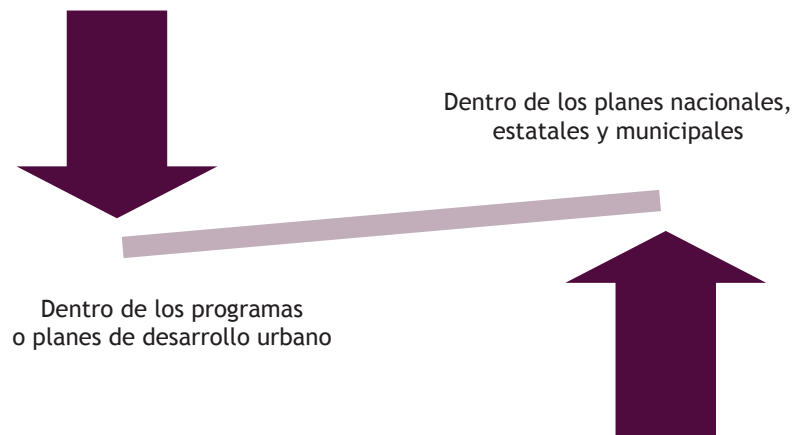 Dentro de los planes nacionales,
estatales y municipales
Dentro de los programas
o planes de desarrollo urbano